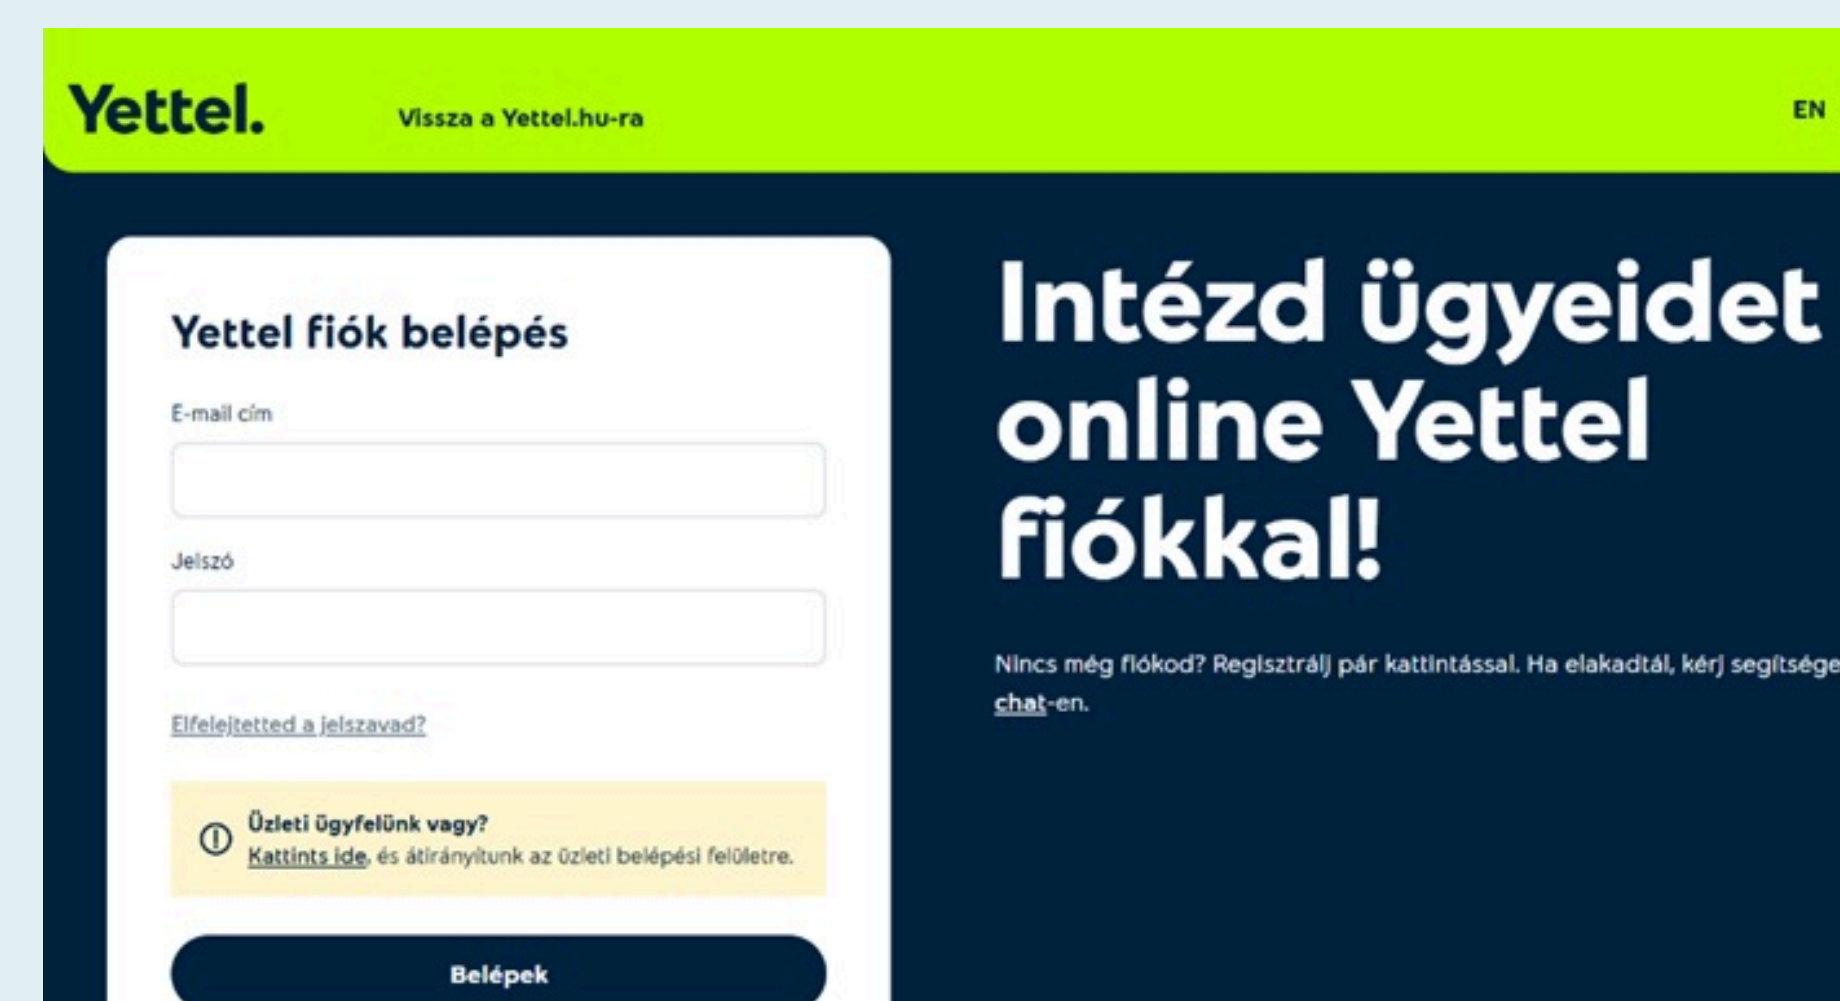 Yettel.
Vissza a Yettel.hu-ra
EN
Yettel fiók belépés
E-mail cím
Jelszó
Elfelejtetted a jelszavad?
Üzleti ügyfelünk vagy?
Kattints ide, és átirányítunk az üzleti belépési felületre.
Belépek
Intézd ügyeidet
online Yettel
fiókkal!
Nincs még fiókod? Regisztrálj pár kattintással. Ha elakadtál, kérj segítsége
chat-en.